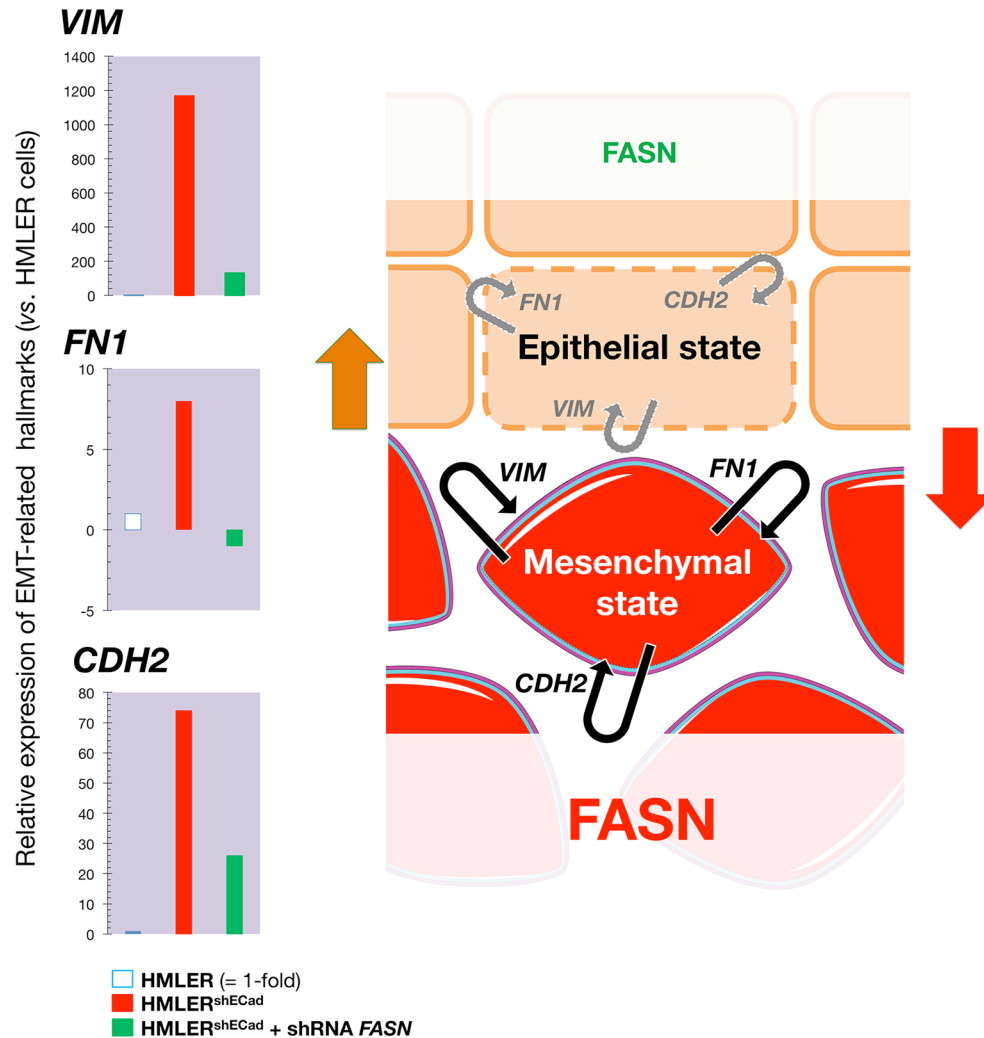 VIM
1400
1200
1000
800
600
400
200
0
FN1
10
5
0
-5
CDH2
80
70
60
50
40
30
20
10
0
Relative expression of EMT-related hallmarks (vs. HMLER cells)
HMLER (= 1-fold)
HMLERshECad
HMLERshECad + shRNA FASN
FASN
FN1
CDH2
Epithelial state
VIM
VIM
FN1
Mesenchymal
state
CDH2
FASN